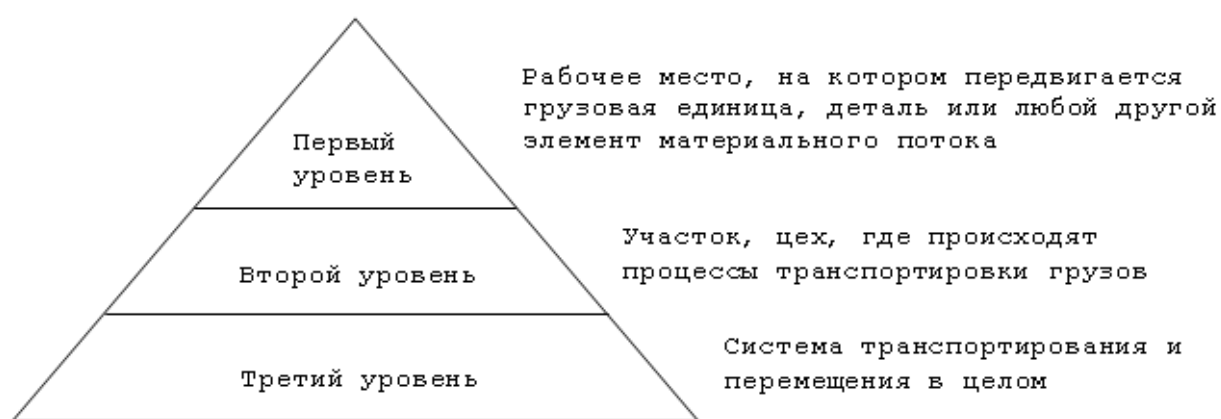 Рабочее место, на котором передвигается
грузовая единица, деталь или любой другой
элемент материального потока
Первый
уровень
Участок, цех, где происходят
процессы транспортировки грузов
Второй уровень
Система транспортирования и
перемещения в целом
Третий уровень